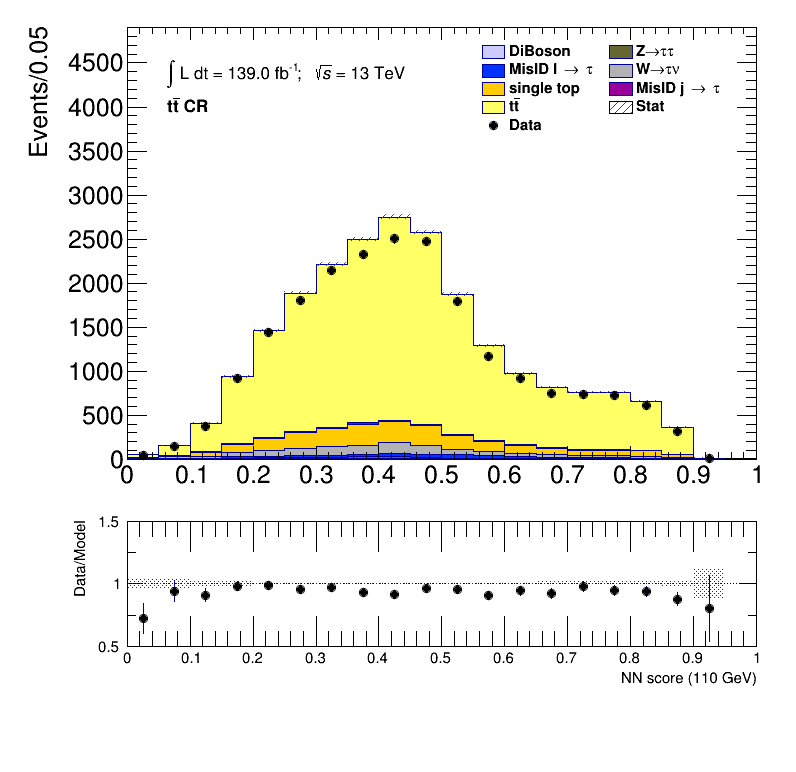 Events/0.05
4500
4000
3500
3000
2500
2000
1500
1000
500
0
∫ L dt = 139.0 fb⁻¹; √s = 13 TeV
tt̄ CR
DiBoson
MisID l → τ
single top
tt̄
Data
Z→ττ
W→τν
MisID j → τ
Stat
0 0.1 0.2 0.3 0.4 0.5 0.6 0.7 0.8 0.9 1
Data/Model
1.5
1
0.5
0 0.1 0.2 0.3 0.4 0.5 0.6 0.7 0.8 0.9 1
NN score (110 GeV)